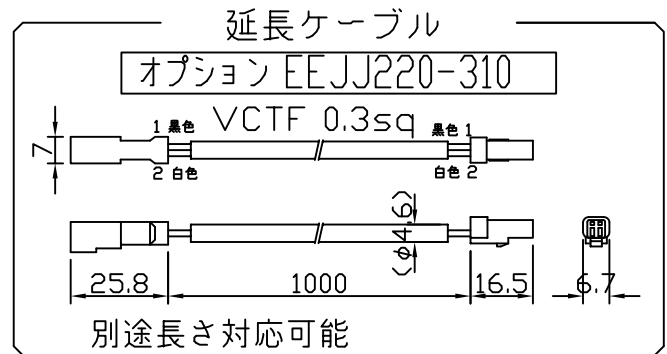 延長ケーブル
オプション EEJJ220-310
VCTF 0.3sq
1 黒色
黒色 1
7
2 白色
白色 2
(φ4.6)
25.8
1000
16.5
6.7
別途長さ対応可能